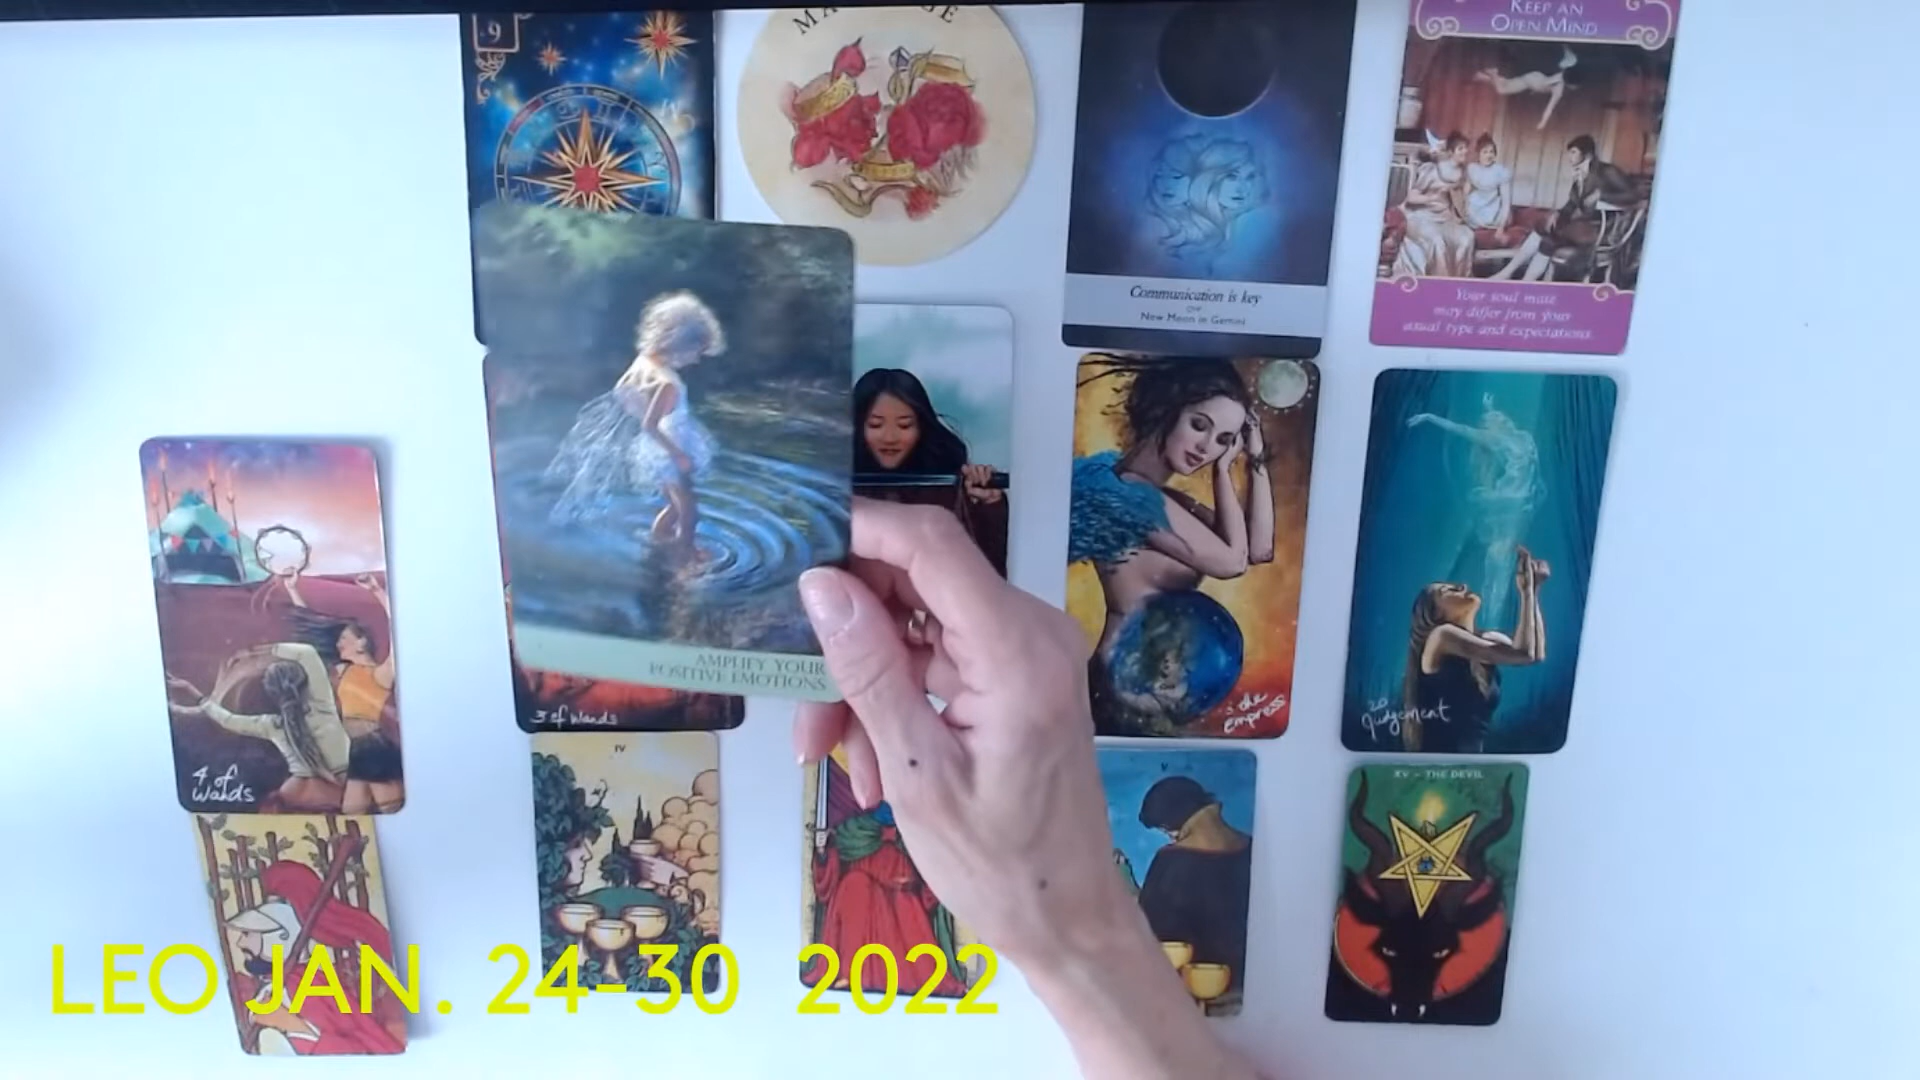 9
KEEP AN
OPEN MIND
Communication is key
New Moon in Gemini
Your soul mate
may differ from your
usual type and expectations.
AMPLIFY YOUR
POSITIVE EMOTIONS
4 of
Wands
3 of Wands
3 the
empress
20
Judgement
IV
V
XV - THE DEVIL
LEO JAN. 24-30 2022